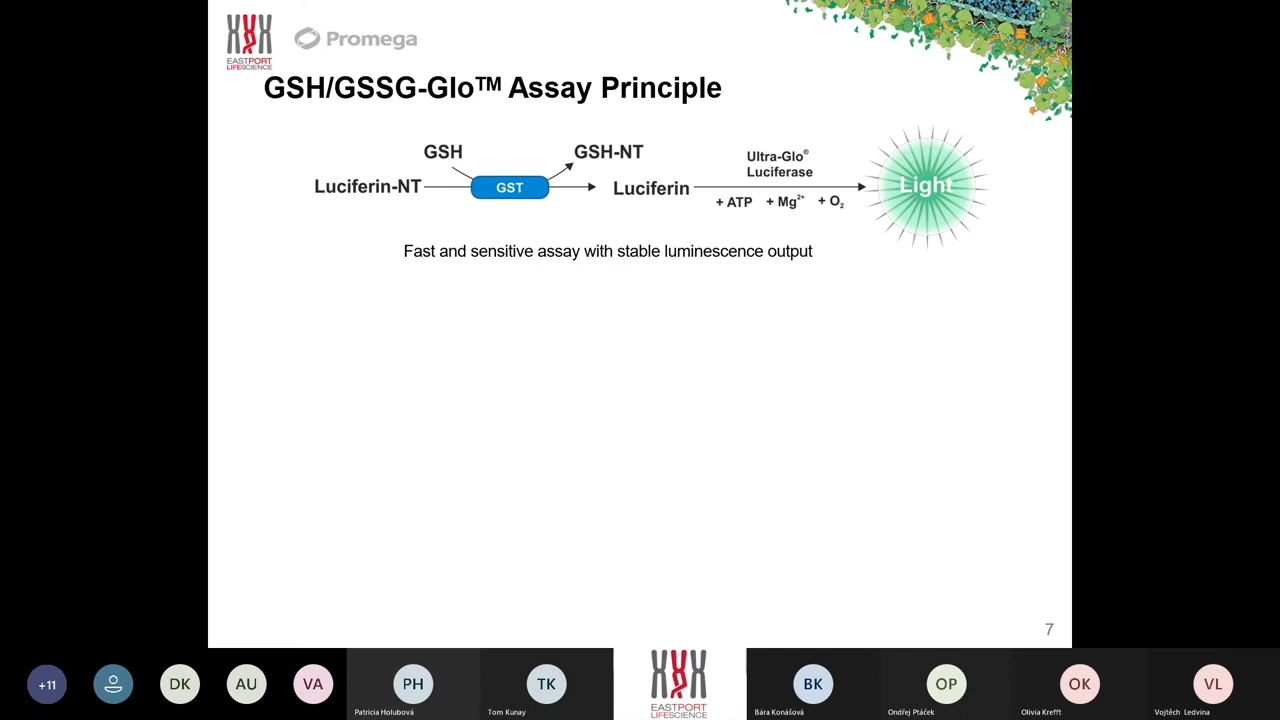 EASTPORT
LIFESCIENCE
Promega
GSH/GSSG-Glo™ Assay Principle
GSH
GSH-NT
Luciferin-NT
GST
Luciferin
Ultra-Glo®
Luciferase
+ ATP + Mg²⁺ + O₂
Light
Fast and sensitive assay with stable luminescence output
7
+11
DK
AU
VA
PH
Patricia Holubová
TK
Tom Kunay
EASTPORT
LIFESCIENCE
BK
Bára Konášová
OP
Ondřej Ptáček
OK
Olivia Krefft
VL
Vojtěch Ledvina